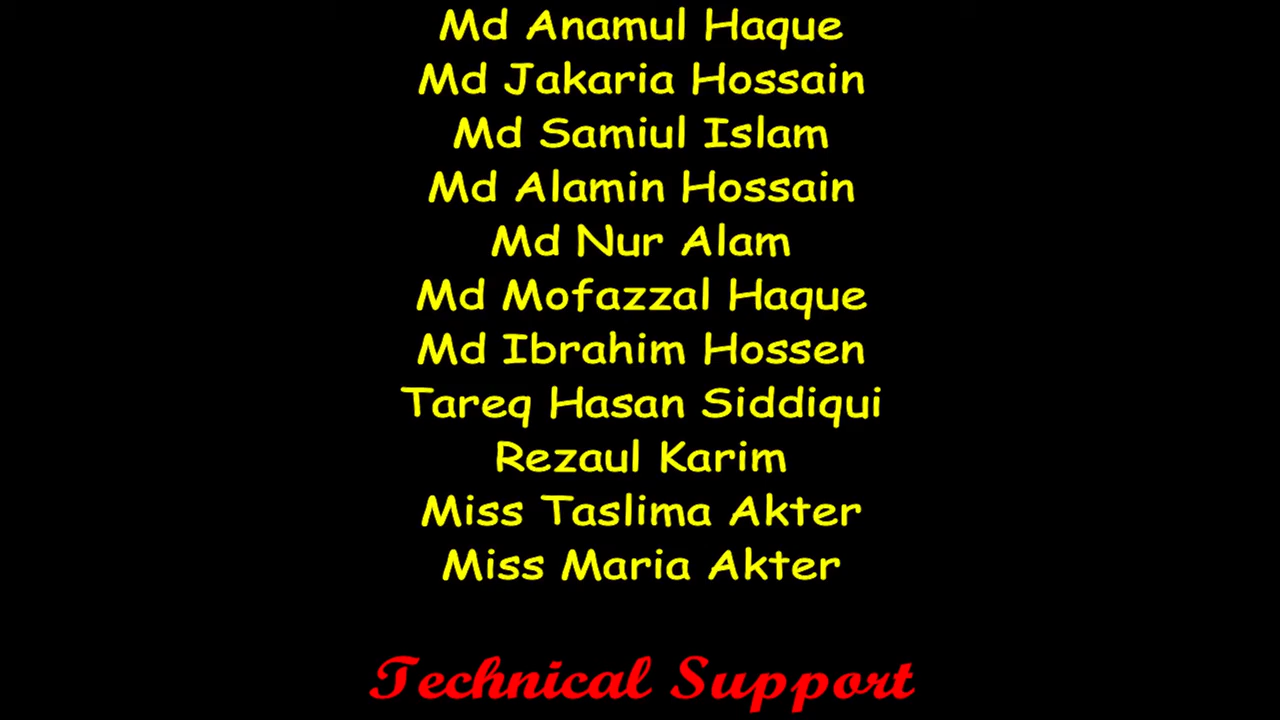 Md Anamul Haque
Md Jakaria Hossain
Md Samiul Islam
Md Alamin Hossain
Md Nur Alam
Md Mofazzal Haque
Md Ibrahim Hossen
Tareq Hasan Siddiqui
Rezaul Karim
Miss Taslima Akter
Miss Maria Akter
Technical Support